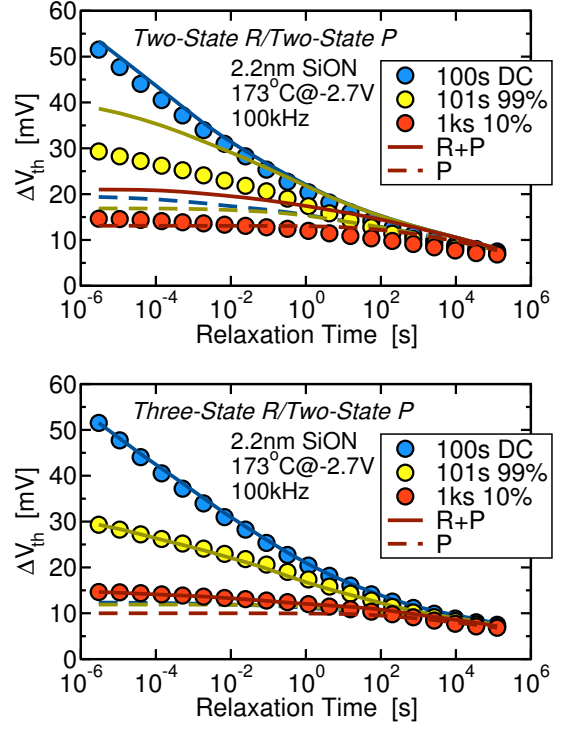 60
50
40
30
20
10
0
ΔV_th [mV]
Two-State R/Two-State P
2.2nm SiON
173°C@-2.7V
100kHz
100s DC
101s 99%
1ks 10%
R+P
P
10^-6 10^-4 10^-2 10^0 10^2 10^4 10^6
Relaxation Time [s]
60
50
40
30
20
10
0
ΔV_th [mV]
Three-State R/Two-State P
2.2nm SiON
173°C@-2.7V
100kHz
100s DC
101s 99%
1ks 10%
R+P
P
10^-6 10^-4 10^-2 10^0 10^2 10^4 10^6
Relaxation Time [s]